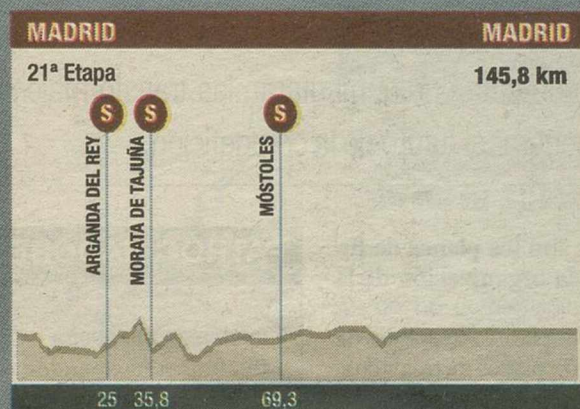 MADRID MADRID
21ª Etapa 145,8 km
S S S
ARGANDA DEL REY
MORATA DE TAJUÑA
MÓSTOLES
25 35,8 69,3